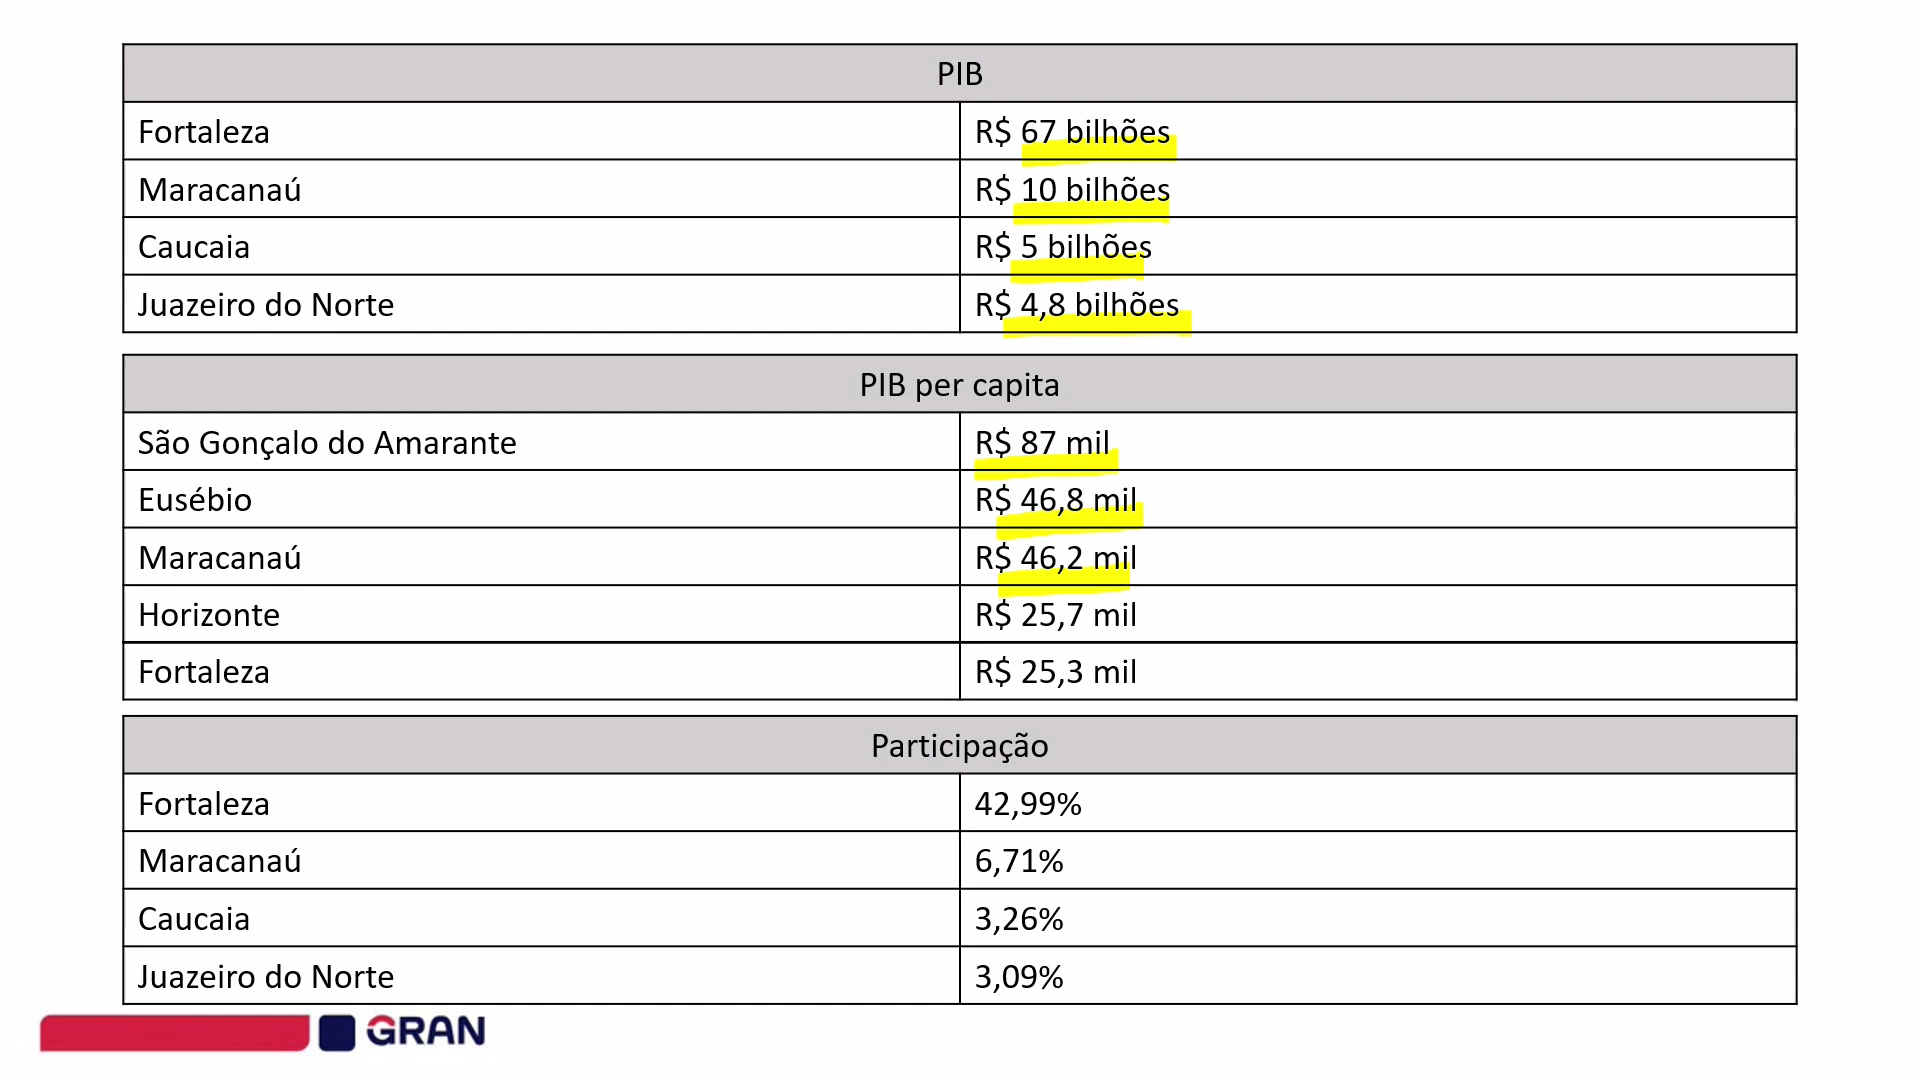 PIB
Fortaleza R$ 67 bilhões
Maracanaú R$ 10 bilhões
Caucaia R$ 5 bilhões
Juazeiro do Norte R$ 4,8 bilhões
PIB per capita
São Gonçalo do Amarante R$ 87 mil
Eusébio R$ 46,8 mil
Maracanaú R$ 46,2 mil
Horizonte R$ 25,7 mil
Fortaleza R$ 25,3 mil
Participação
Fortaleza 42,99%
Maracanaú 6,71%
Caucaia 3,26%
Juazeiro do Norte 3,09%
GRAN